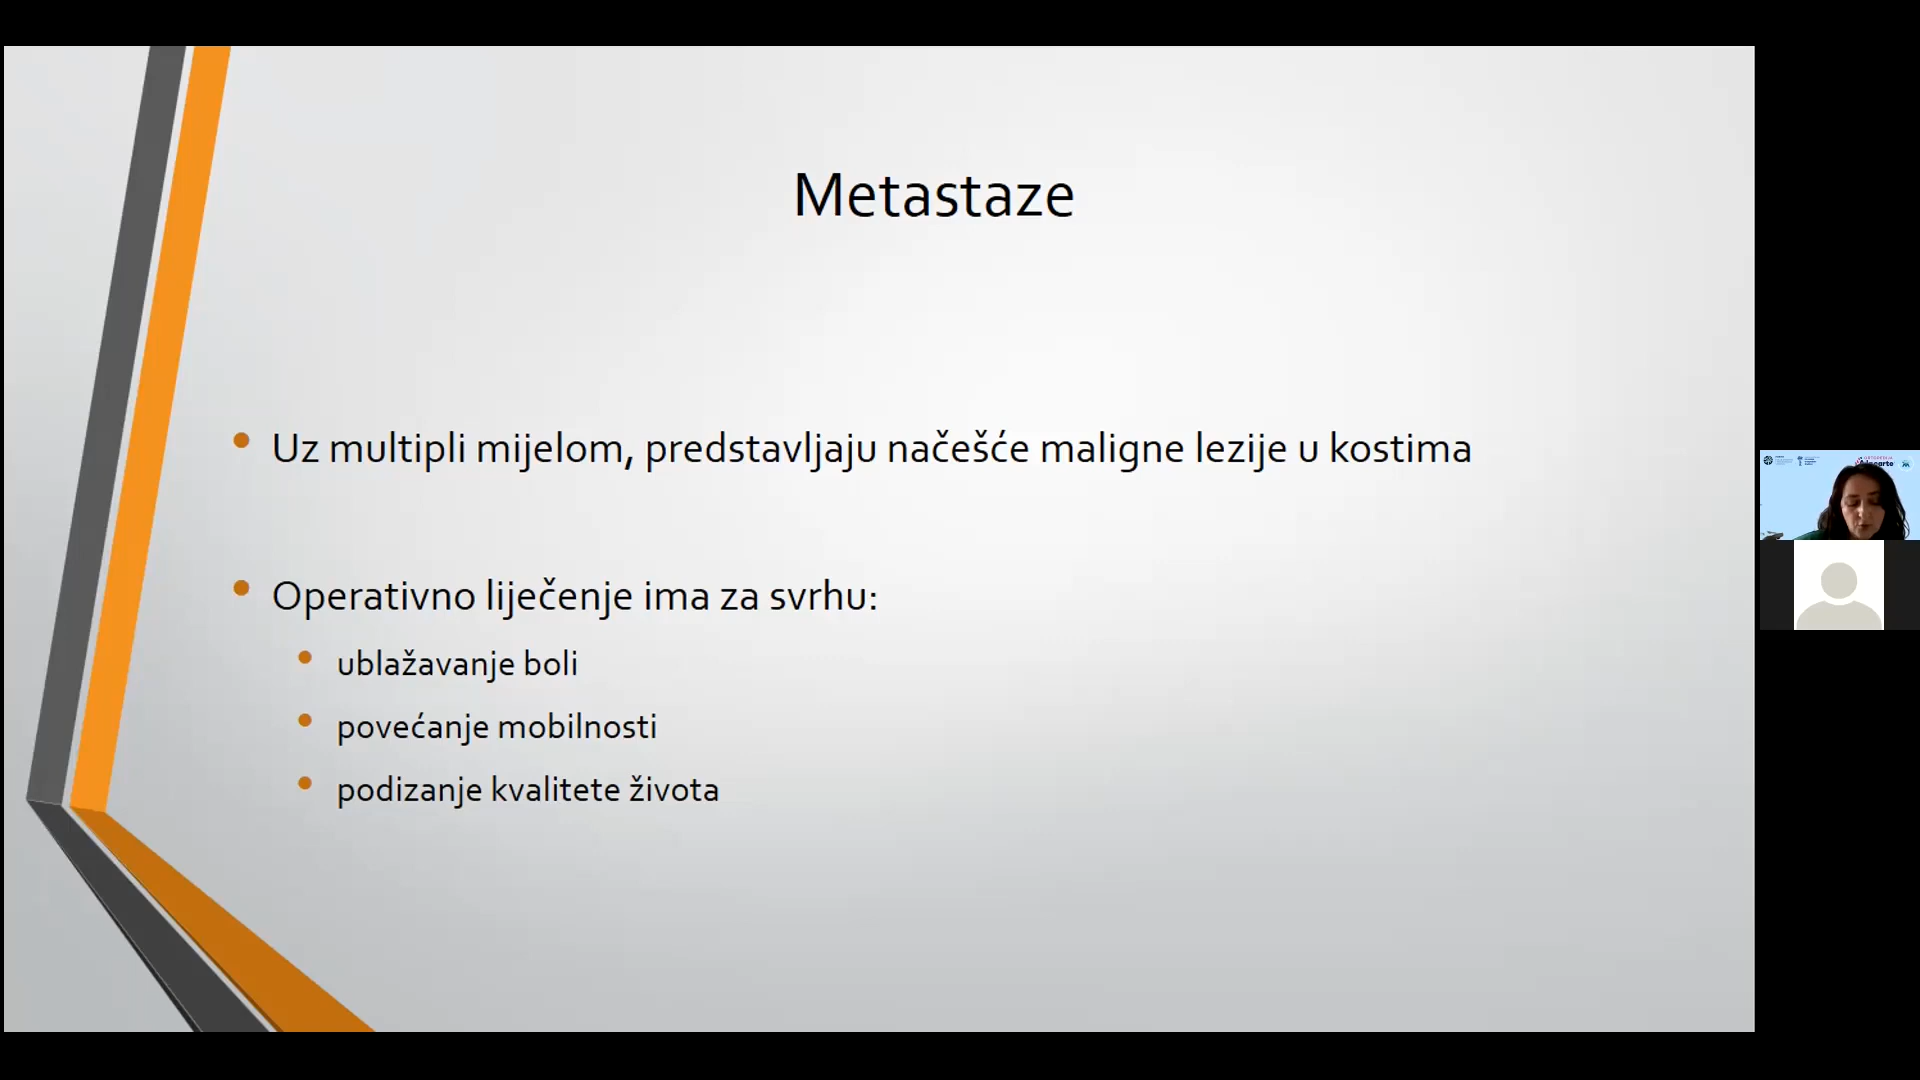 Metastaze
Uz multipli mijelom, predstavljaju načešće maligne lezije u kostima
Operativno liječenje ima za svrhu:
ublažavanje boli
povećanje mobilnosti
podizanje kvalitete života
ORTOPEDIJA